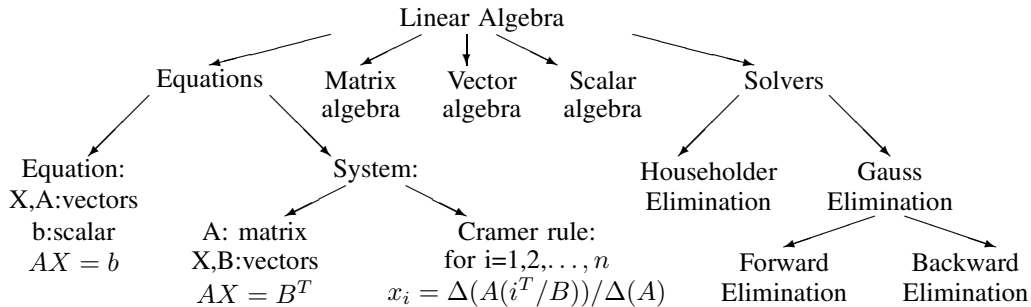 Linear Algebra
Equations
Matrix
algebra
Vector
algebra
Scalar
algebra
Solvers
Equation:
X,A:vectors
b:scalar
AX = b
System:
Householder
Elimination
Gauss
Elimination
A: matrix
X,B:vectors
AX = B^T
Cramer rule:
for i=1,2,..., n
x_i = Δ(A(i^T/B))/Δ(A)
Forward
Elimination
Backward
Elimination